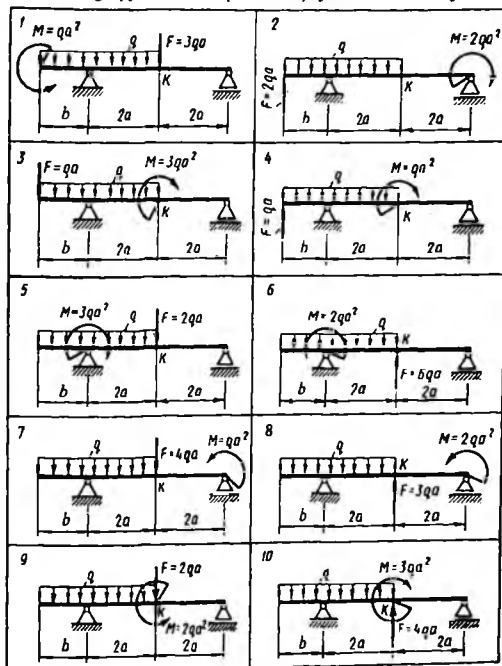 1
M=qa²
q
F=3qa
K
b
2a
2a
2
M=2qa²
q
F=2qa
K
2a
2a
3
F=qa
M=3qa²
K
b
2a
2a
4
q
F=qa
K
2a
2a
5
M=3qa²
q
F=2qa
K
b
2a
2a
6
M=2qa²
q
K
F=6qa
b
2a
2a
7
q
F=4qa
M=qa²
K
b
2a
2a
8
q
K
M=2qa²
F=3qa
b
2a
2a
9
q
F=2qa
K
M=2qa²
b
2a
2a
10
M=3qa²
q
K
F=4qa
b
2a
2a